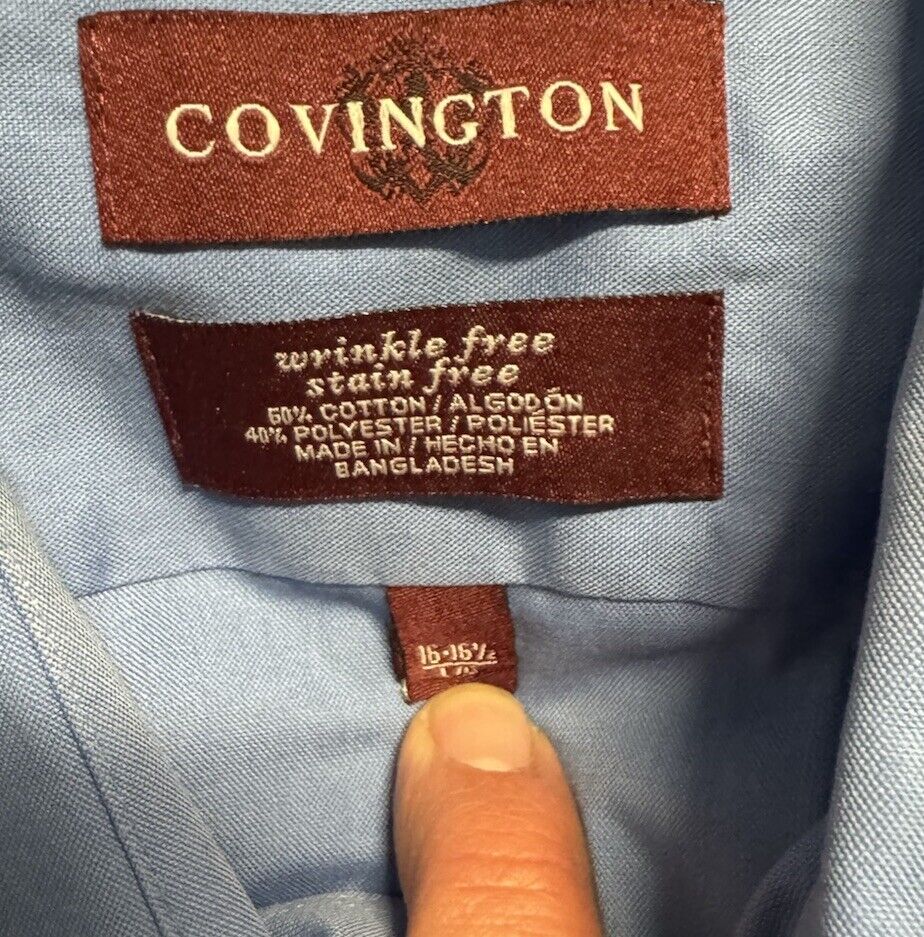 COVINGTON
wrinkle free
stain free
60% COTTON / ALGODÓN
40% POLYESTER / POLIÉSTER
MADE IN / HECHO EN
BANGLADESH
16-16½